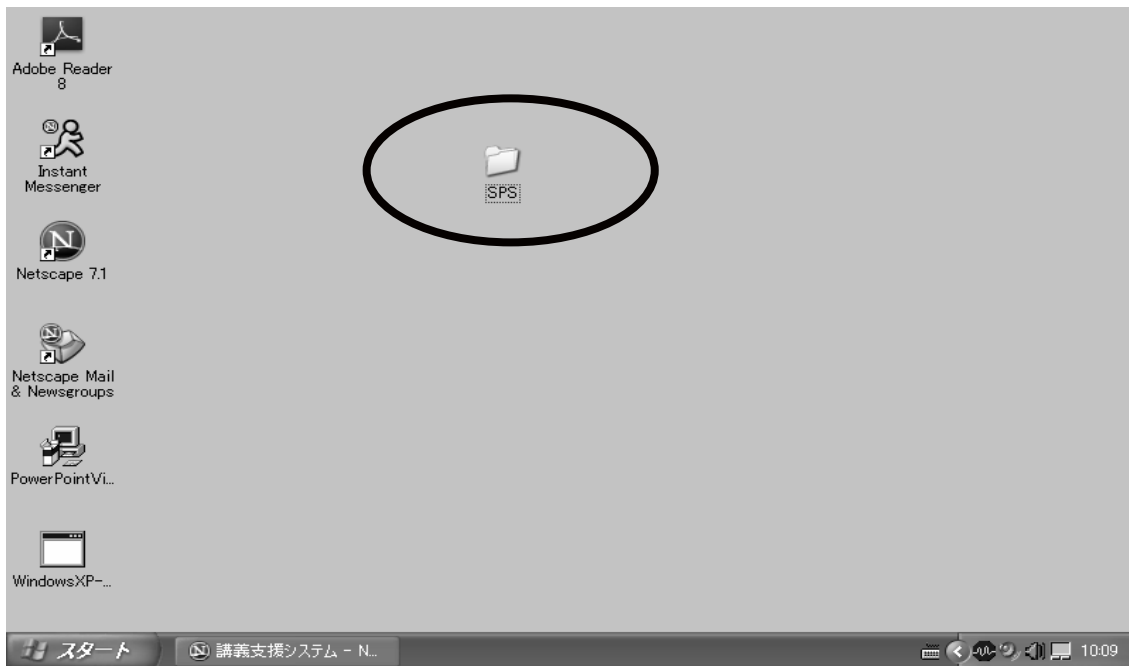 Adobe Reader
8
Instant
Messenger
Netscape 7.1
Netscape Mail
& Newsgroups
PowerPointVi...
WindowsXP-...
SPS
スタート
講義支援システム - N...
10:09